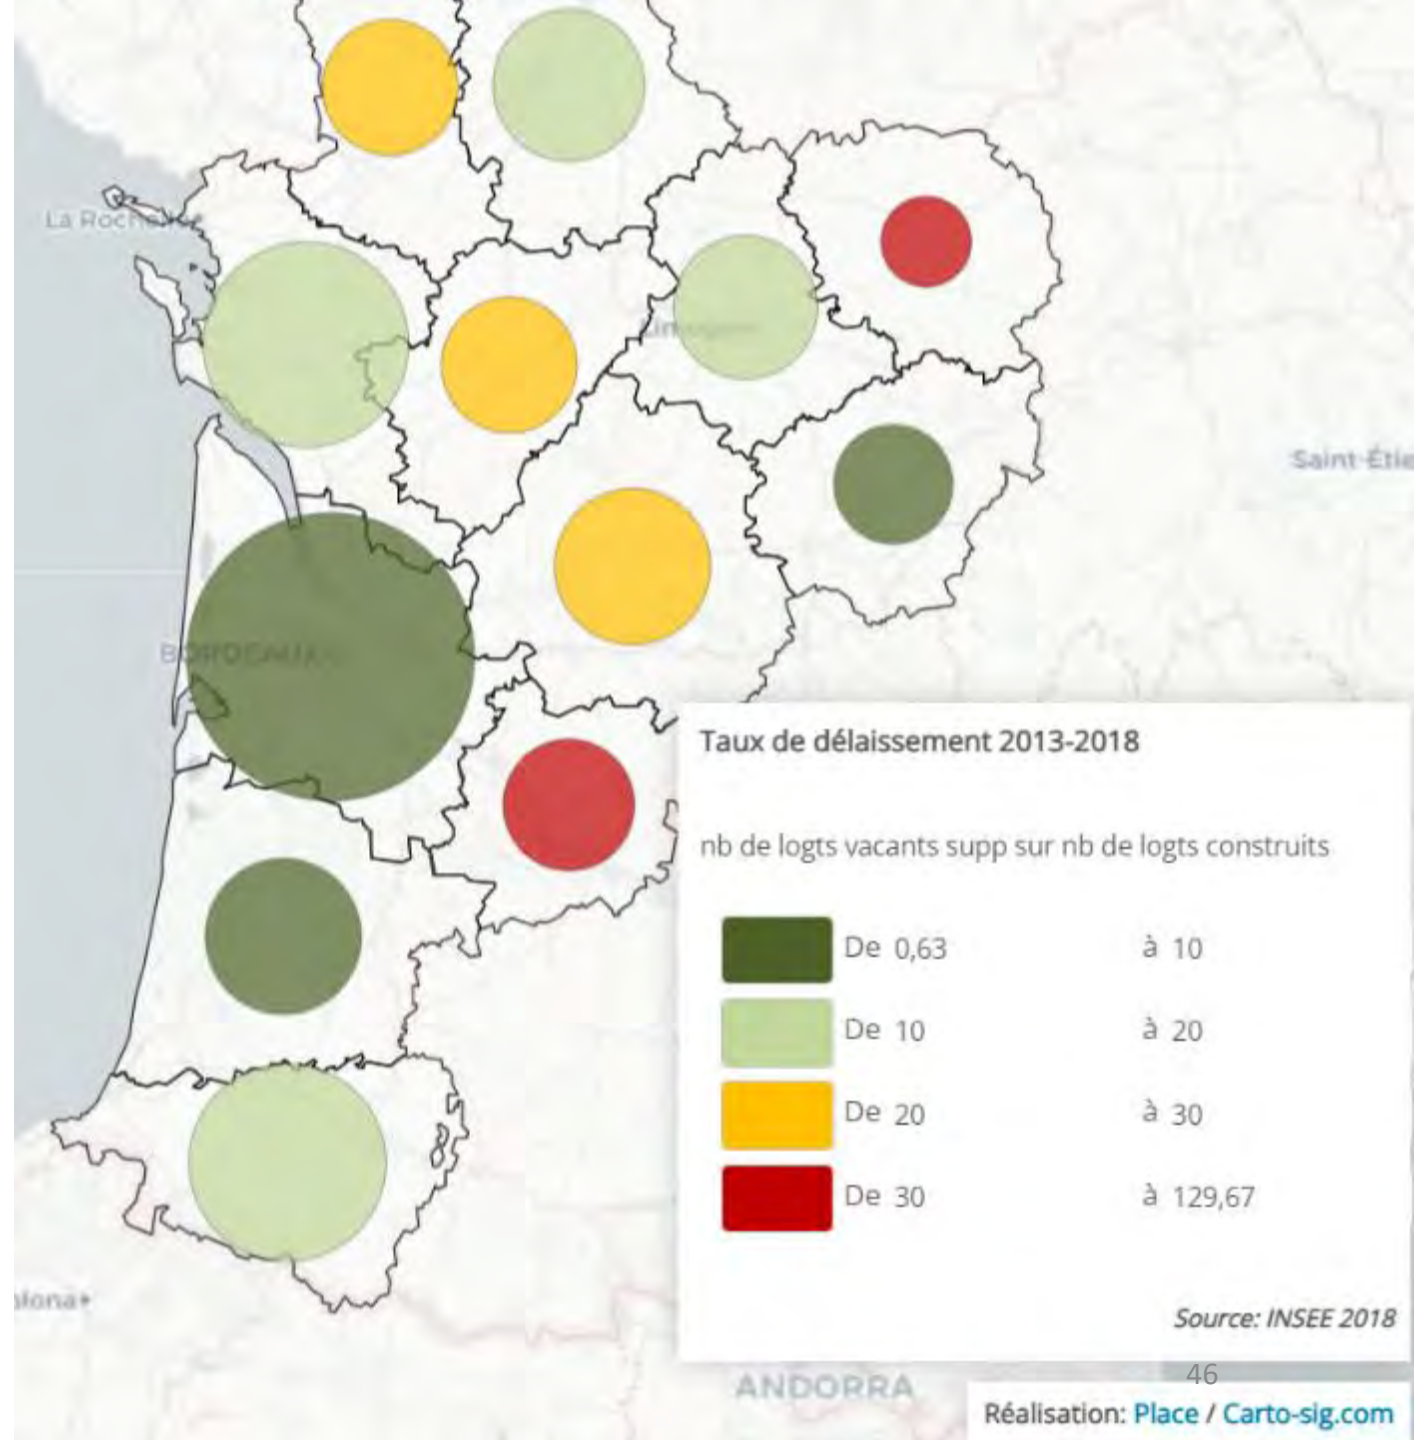 La Rochelle
BORDEAUX
Saint-Étie
Taux de délaissement 2013-2018
nb de logts vacants supp sur nb de logts construits
De 0,63 à 10
De 10 à 20
De 20 à 30
De 30 à 129,67
Source: INSEE 2018
46
ANDORRA
Réalisation: Place / Carto-sig.com